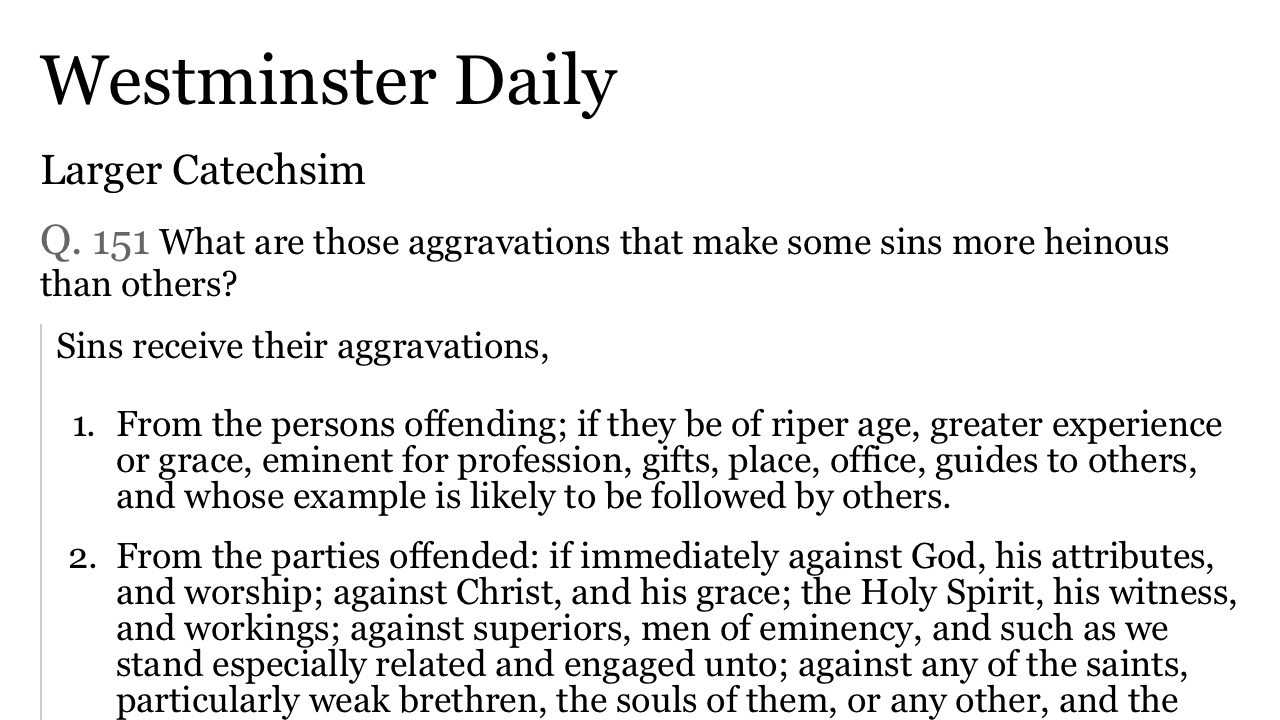 Westminster Daily
Larger Catechsim
Q. 151 What are those aggravations that make some sins more heinous
than others?
Sins receive their aggravations,
1. From the persons offending; if they be of riper age, greater experience
or grace, eminent for profession, gifts, place, office, guides to others,
and whose example is likely to be followed by others.
2. From the parties offended: if immediately against God, his attributes,
and worship; against Christ, and his grace; the Holy Spirit, his witness,
and workings; against superiors, men of eminency, and such as we
stand especially related and engaged unto; against any of the saints,
particularly weak brethren, the souls of them, or any other, and the